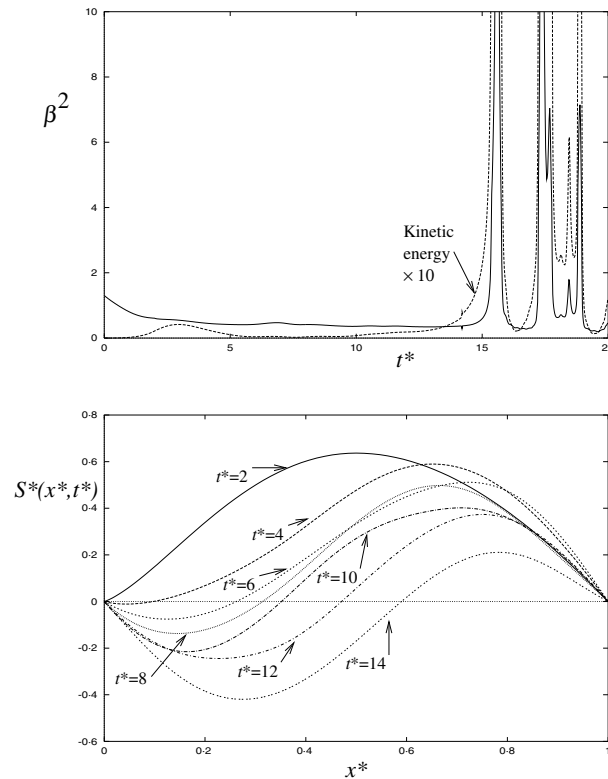 10
8
β²
6
4
2
0
Kinetic
energy
× 10
0
5
10
15
20
t*
0·8
0·6
S*(x*,t*)
0·4
0·2
0
-0·2
-0·4
-0·6
t*=2
t*=4
t*=6
t*=10
t*=8
t*=12
t*=14
0
0·2
0·4
0·6
0·8
1
x*